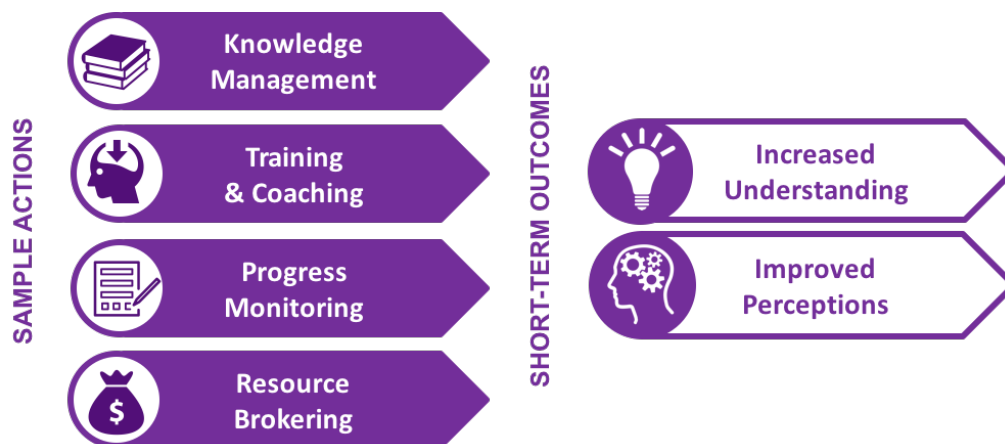 SAMPLE ACTIONS
Knowledge
Management
Training
& Coaching
Progress
Monitoring
$
Resource
Brokering
SHORT-TERM OUTCOMES
Increased
Understanding
Improved
Perceptions